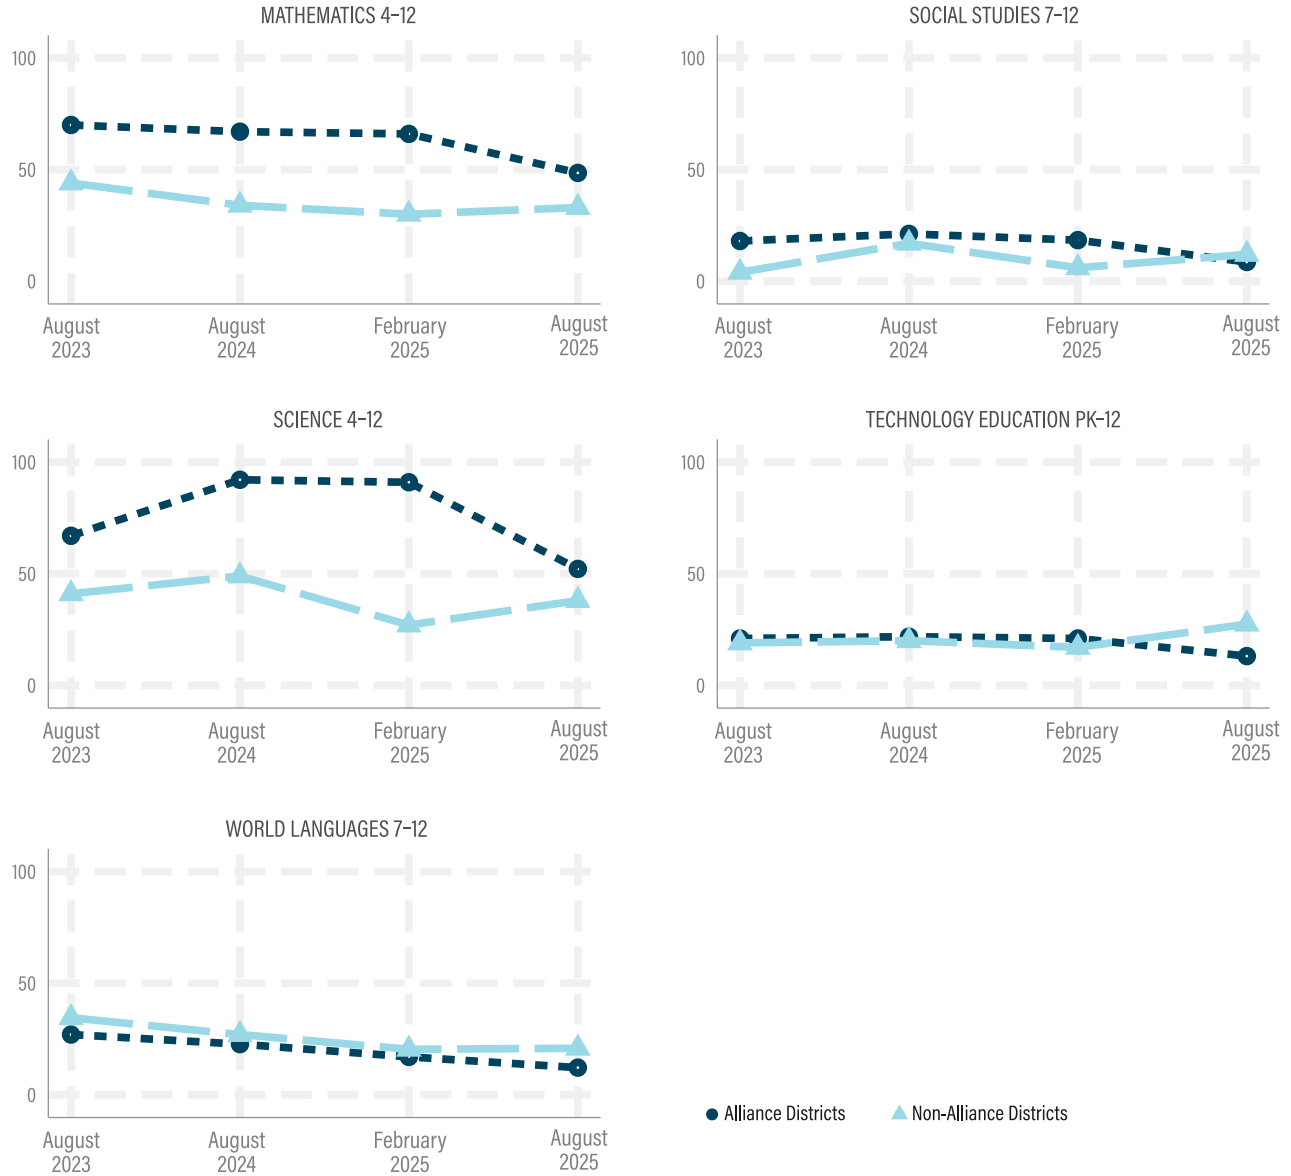 MATHEMATICS 4–12
100
50
0
August 2023
August 2024
February 2025
August 2025
SOCIAL STUDIES 7–12
100
50
0
August 2023
August 2024
February 2025
August 2025
SCIENCE 4–12
100
50
0
August 2023
August 2024
February 2025
August 2025
TECHNOLOGY EDUCATION PK–12
100
50
0
August 2023
August 2024
February 2025
August 2025
WORLD LANGUAGES 7–12
100
50
0
August 2023
August 2024
February 2025
August 2025
Alliance Districts
Non-Alliance Districts